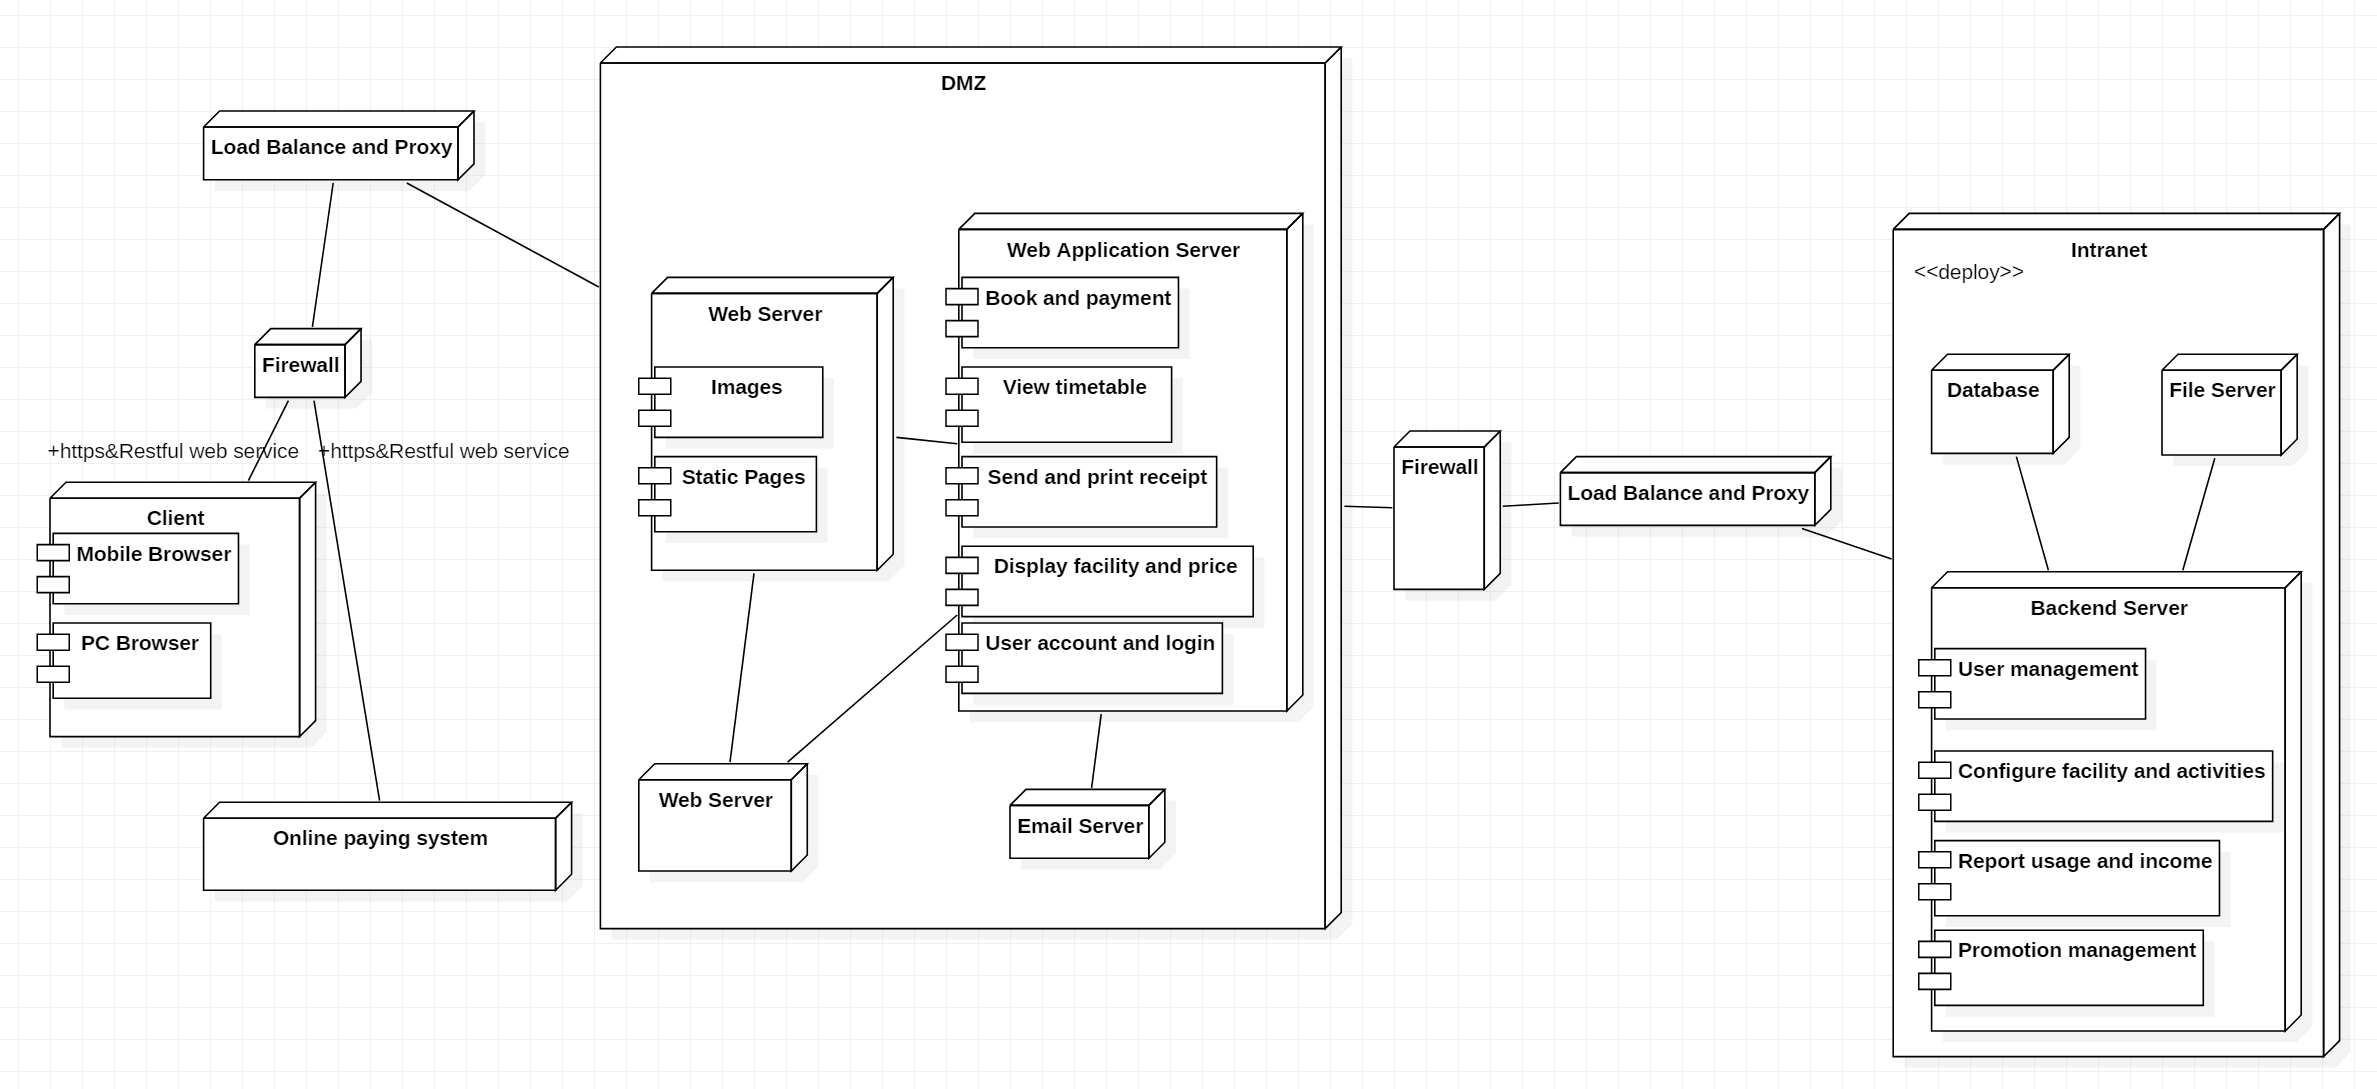 Load Balance and Proxy
Firewall
+https&Restful web service
+https&Restful web service
Client
Mobile Browser
PC Browser
Online paying system
DMZ
Web Server
Images
Static Pages
Web Application Server
Book and payment
View timetable
Send and print receipt
Display facility and price
User account and login
Web Server
Email Server
Firewall
Load Balance and Proxy
Intranet
<<deploy>>
Database
File Server
Backend Server
User management
Configure facility and activities
Report usage and income
Promotion management